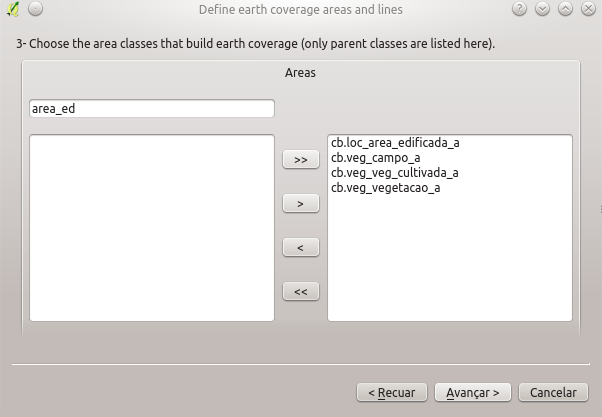 Define earth coverage areas and lines
3- Choose the area classes that build earth coverage (only parent classes are listed here).
Areas
area_ed
cb.loc_area_edificada_a
cb.veg_campo_a
cb.veg_veg_cultivada_a
cb.veg_vegetacao_a
>>
>
<
<<
< Recuar
Avançar >
Cancelar